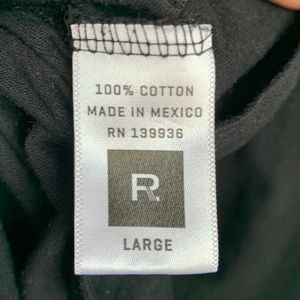 100% COTTON
MADE IN MEXICO
RN 139936
R.
LARGE